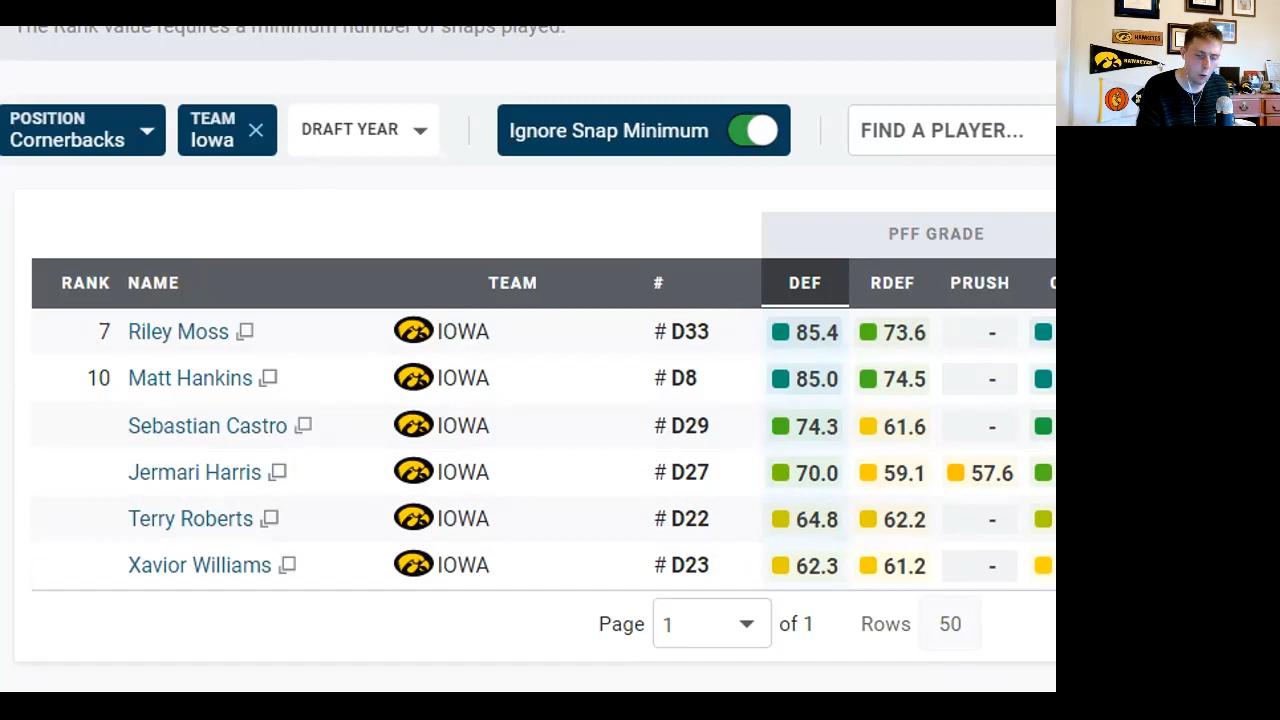 The Rank value requires a minimum number of snaps played.
POSITION
Cornerbacks
TEAM
Iowa
DRAFT YEAR
Ignore Snap Minimum
FIND A PLAYER...
PFF GRADE
RANK NAME TEAM # DEF RDEF PRUSH
7 Riley Moss IOWA # D33 85.4 73.6 -
10 Matt Hankins IOWA # D8 85.0 74.5 -
Sebastian Castro IOWA # D29 74.3 61.6 -
Jermari Harris IOWA # D27 70.0 59.1 57.6
Terry Roberts IOWA # D22 64.8 62.2 -
Xavior Williams IOWA # D23 62.3 61.2 -
Page 1 of 1 Rows 50
HAWKEYES